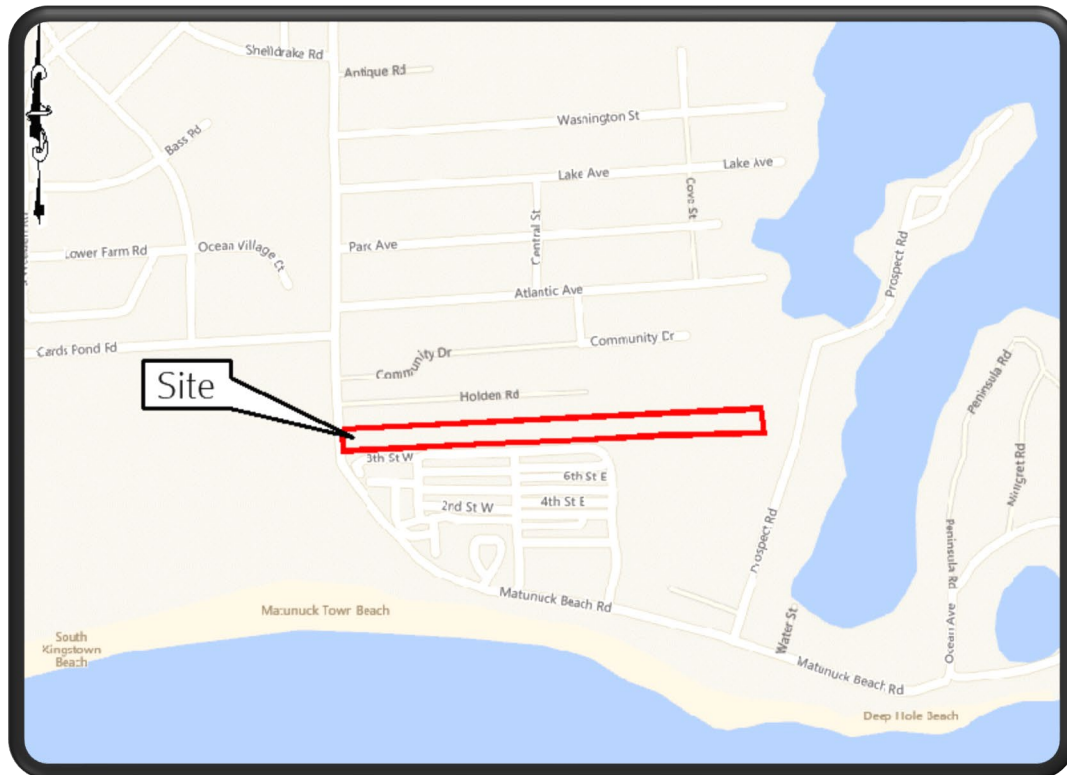 Shelldrake Rd
Antique Rd
Washington St
Bass Rd
Lake Ave
Lake Ave
Cove St
Central St
Parc Ave
Lower Farm Rd
Ocean Village Ct
Prospect Rd
Atlantic Ave
Community Dr
Cards Pond Rd
Community Dr
Peninsula Rd
Site
Holden Rd
8th St W
6th St E
Ninigret Rd
2nd St W
4th St E
Prospect Rd
Peninsula Rd
Matunuck Beach Rd
Matunuck Town Beach
Water St
Ocean Ave
South
Kingstown
Beach
Matunuck Beach Rd
Deep Hole Beach